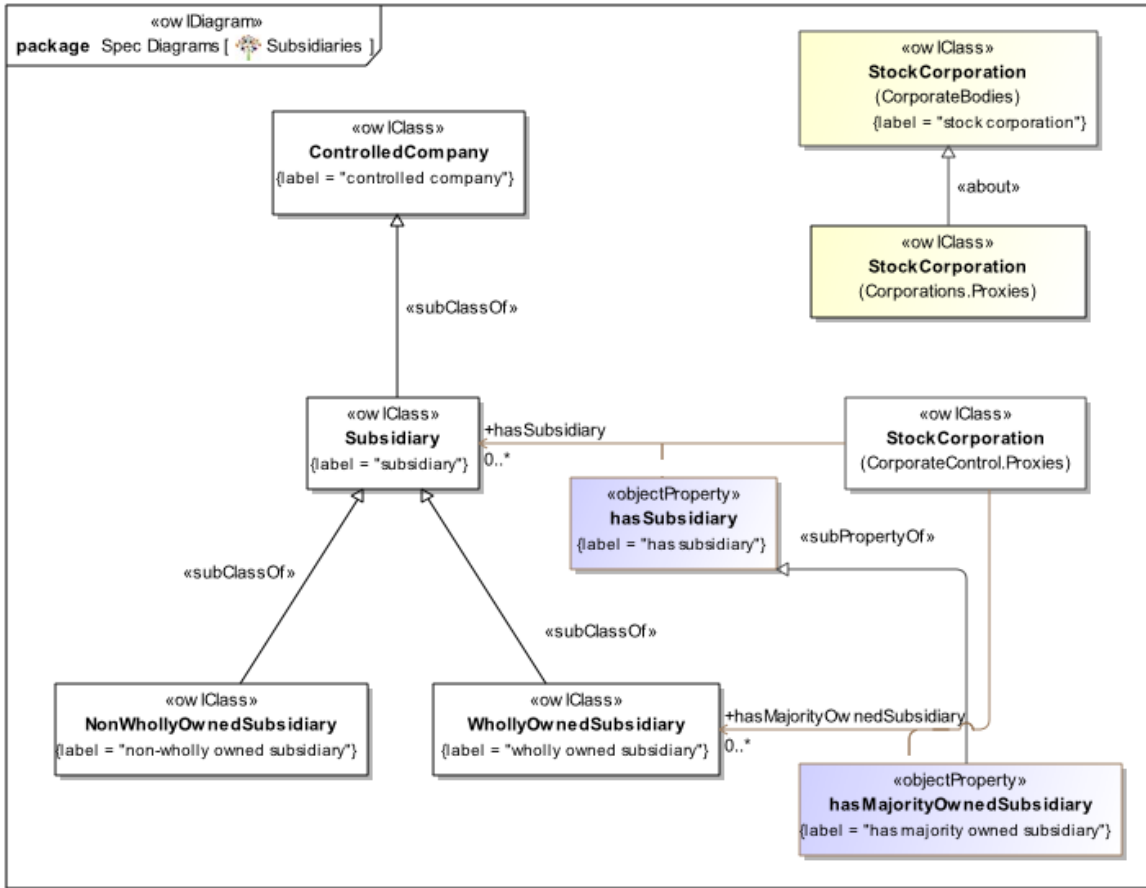 «owlDiagram»
package Spec Diagrams [ Subsidiaries ]
«owlClass»
StockCorporation
(CorporateBodies)
{label = "stock corporation"}
«owlClass»
ControlledCompany
{label = "controlled company"}
«about»
«owlClass»
StockCorporation
(Corporations.Proxies)
«subClassOf»
«owlClass»
Subsidiary
{label = "subsidiary"}
+hasSubsidiary
0..*
«owlClass»
StockCorporation
(CorporateControl.Proxies)
«objectProperty»
hasSubsidiary
{label = "has subsidiary"}
«subPropertyOf»
«subClassOf»
«subClassOf»
«owlClass»
NonWhollyOwnedSubsidiary
{label = "non-wholly owned subsidiary"}
«owlClass»
WhollyOwnedSubsidiary
{label = "wholly owned subsidiary"}
+hasMajorityOwnedSubsidiary
0..*
«objectProperty»
hasMajorityOwnedSubsidiary
{label = "has majority owned subsidiary"}